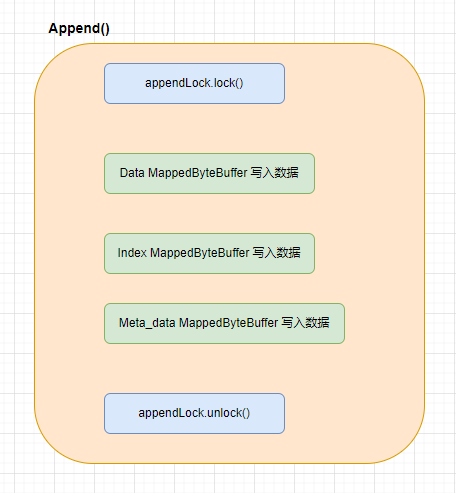 Append()
appendLock.lock()
Data MappedByteBuffer 写入数据
Index MappedByteBuffer 写入数据
Meta_data MappedByteBuffer 写入数据
appendLock.unlock()